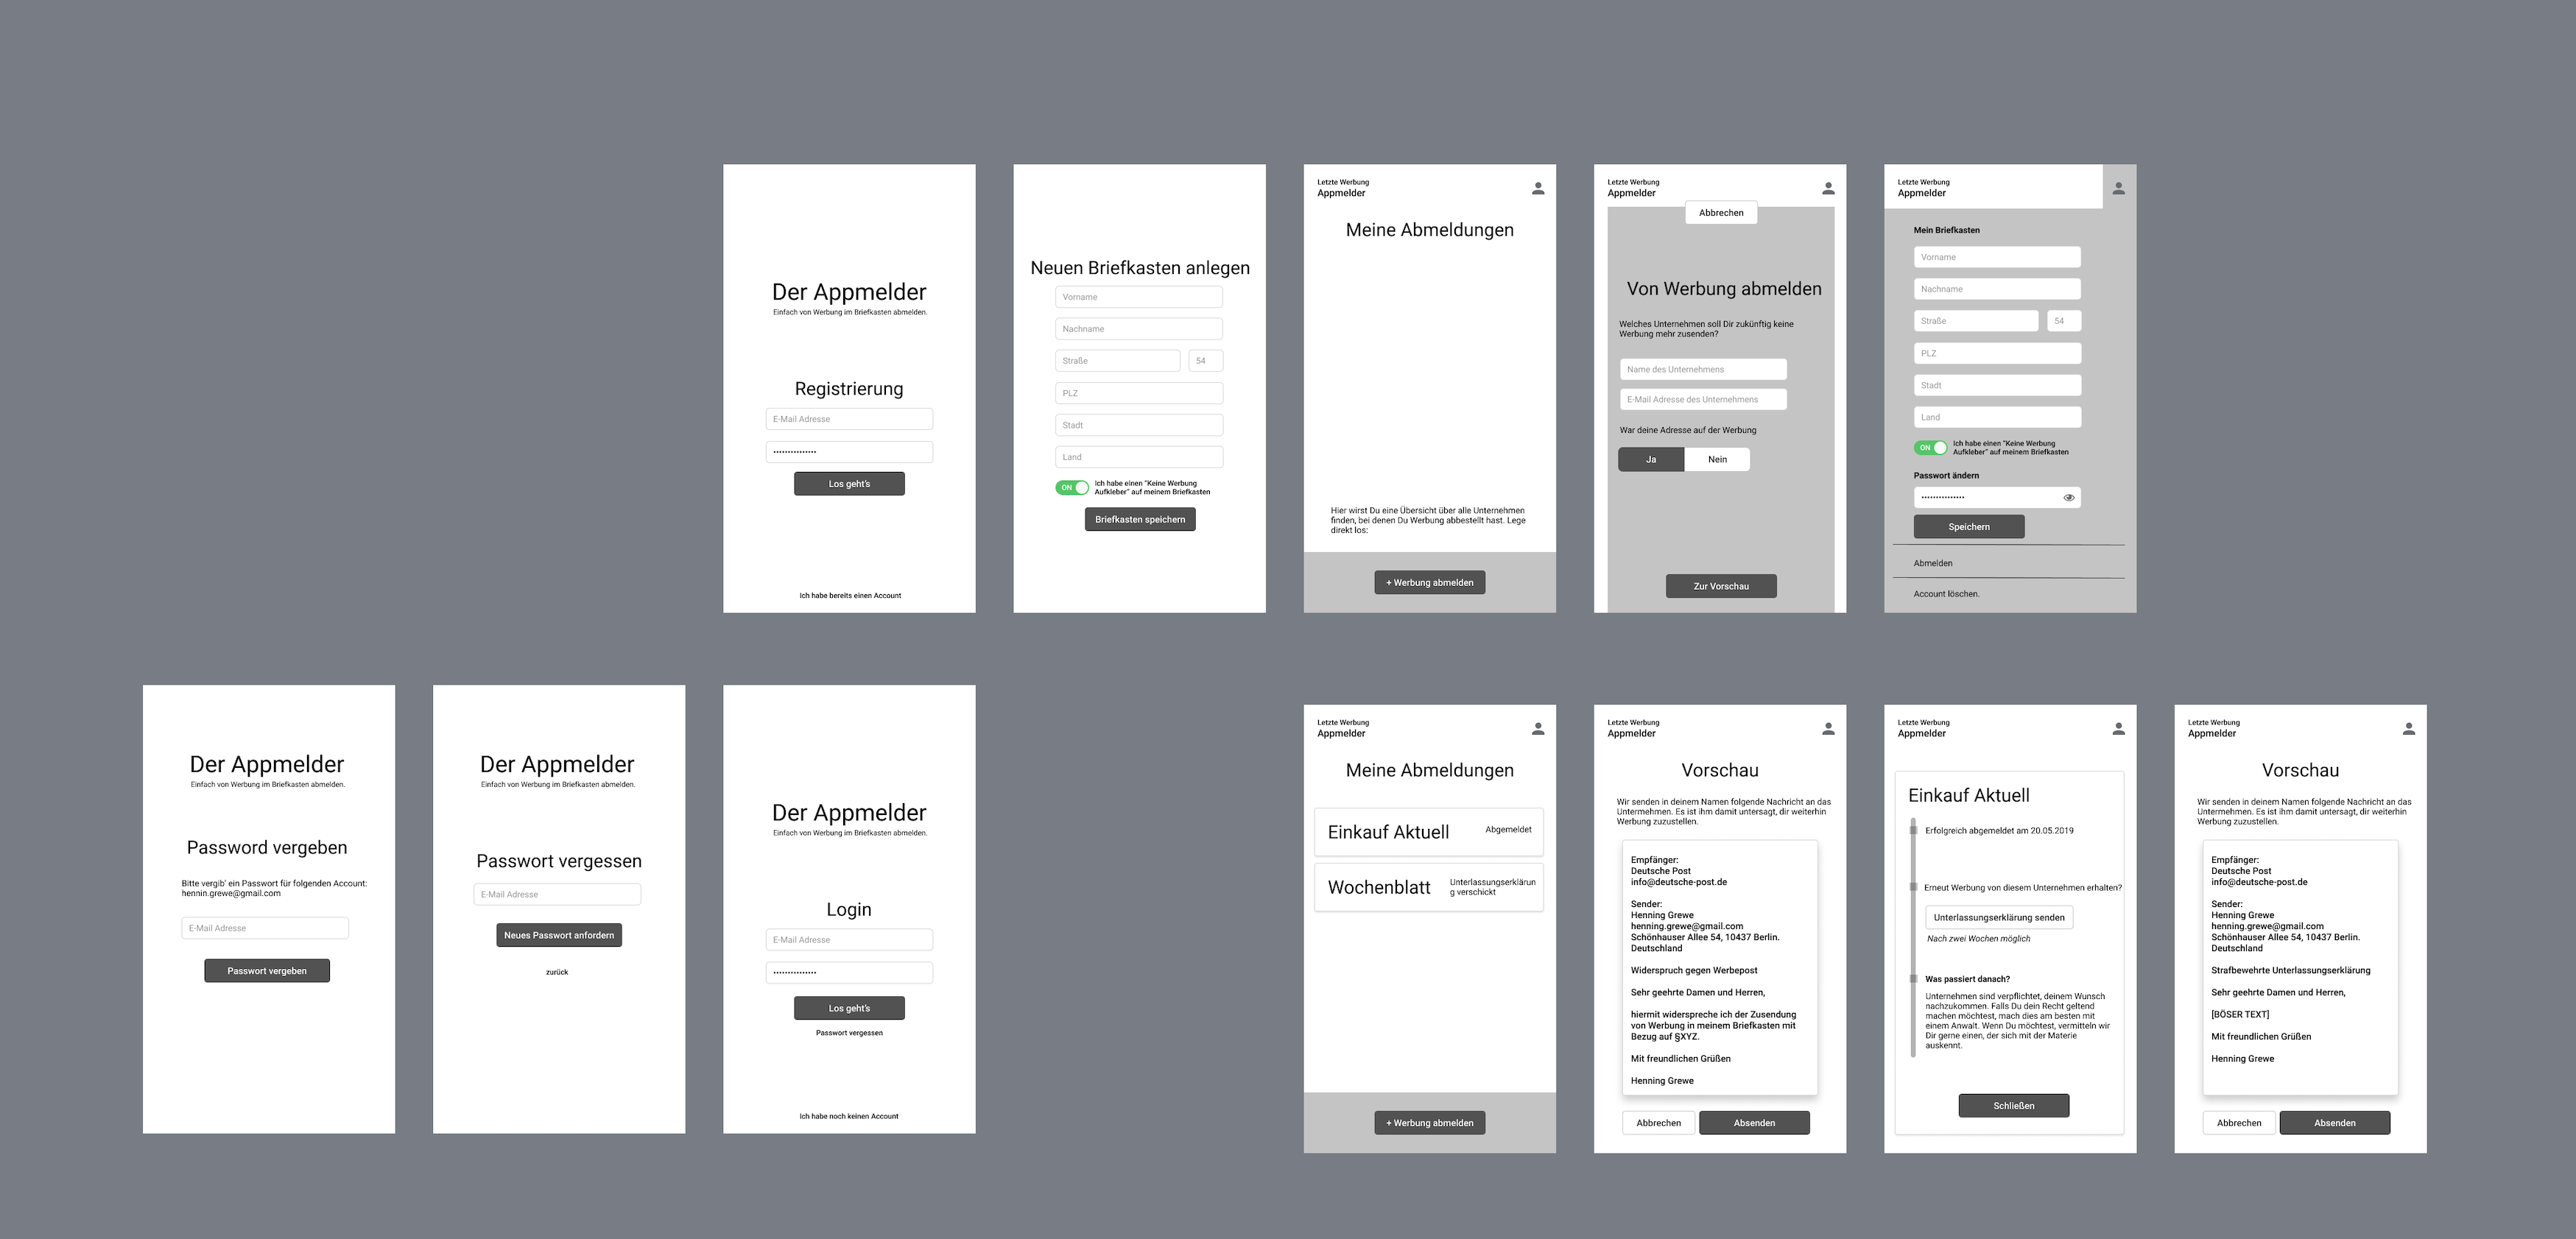 Der Appmelder
Einfach von Werbung im Briefkasten abmelden.
Registrierung
E-Mail Adresse
•••••••••••••••
Los geht's
Ich habe bereits einen Account
Neuen Briefkasten anlegen
Vorname
Nachname
Straße 54
PLZ
Stadt
Land
ON Ich habe einen "Keine Werbung
Aufkleber" auf meinem Briefkasten
Briefkasten speichern
Letzte Werbung
Appmelder
Meine Abmeldungen
Hier wirst Du eine Übersicht über alle Unternehmen
finden, bei denen Du Werbung abbestellt hast. Lege
direkt los:
+ Werbung abmelden
Letzte Werbung
Appmelder
Abbrechen
Von Werbung abmelden
Welches Unternehmen soll Dir zukünftig keine
Werbung mehr zusenden?
Name des Unternehmens
E-Mail Adresse des Unternehmens
War deine Adresse auf der Werbung
Ja Nein
Zur Vorschau
Letzte Werbung
Appmelder
Mein Briefkasten
Vorname
Nachname
Straße 54
PLZ
Stadt
Land
ON Ich habe einen "Keine Werbung
Aufkleber" auf meinem Briefkasten
Passwort ändern
•••••••••••••••
Speichern
Abmelden
Account löschen.
Der Appmelder
Einfach von Werbung im Briefkasten abmelden.
Password vergeben
Bitte vergib' ein Passwort für folgenden Account:
hennin.grewe@gmail.com
E-Mail Adresse
Passwort vergeben
Der Appmelder
Einfach von Werbung im Briefkasten abmelden.
Passwort vergessen
E-Mail Adresse
Neues Passwort anfordern
zurück
Der Appmelder
Einfach von Werbung im Briefkasten abmelden.
Login
E-Mail Adresse
•••••••••••••••
Los geht's
Passwort vergessen
Ich habe noch keinen Account
Letzte Werbung
Appmelder
Meine Abmeldungen
Einkauf Aktuell Abgemeldet
Wochenblatt Unterlassungserklärun
g verschickt
+ Werbung abmelden
Letzte Werbung
Appmelder
Vorschau
Wir senden in deinem Namen folgende Nachricht an das
Unternehmen. Es ist ihm damit untersagt, dir weiterhin
Werbung zuzustellen.
Empfänger:
Deutsche Post
info@deutsche-post.de
Sender:
Henning Grewe
henning.grewe@gmail.com
Schönhauser Allee 54, 10437 Berlin.
Deutschland
Widerspruch gegen Werbepost
Sehr geehrte Damen und Herren,
hiermit widerspreche ich der Zusendung
von Werbung in meinem Briefkasten mit
Bezug auf §XYZ.
Mit freundlichen Grüßen
Henning Grewe
Abbrechen Absenden
Letzte Werbung
Appmelder
Einkauf Aktuell
Erfolgreich abgemeldet am 20.05.2019
Erneut Werbung von diesem Unternehmen erhalten?
Unterlassungserklärung senden
Nach zwei Wochen möglich
Was passiert danach?
Unternehmen sind verpflichtet, deinem Wunsch
nachzukommen. Falls Du dein Recht geltend
machen möchtest, mach dies am besten mit
einem Anwalt. Wenn Du möchtest, vermitteln wir
Dir gerne einen, der sich mit der Materie
auskennt.
Schließen
Letzte Werbung
Appmelder
Vorschau
Wir senden in deinem Namen folgende Nachricht an das
Unternehmen. Es ist ihm damit untersagt, dir weiterhin
Werbung zuzustellen.
Empfänger:
Deutsche Post
info@deutsche-post.de
Sender:
Henning Grewe
henning.grewe@gmail.com
Schönhauser Allee 54, 10437 Berlin.
Deutschland
Strafbewehrte Unterlassungserklärung
Sehr geehrte Damen und Herren,
[BÖSER TEXT]
Mit freundlichen Grüßen
Henning Grewe
Abbrechen Absenden